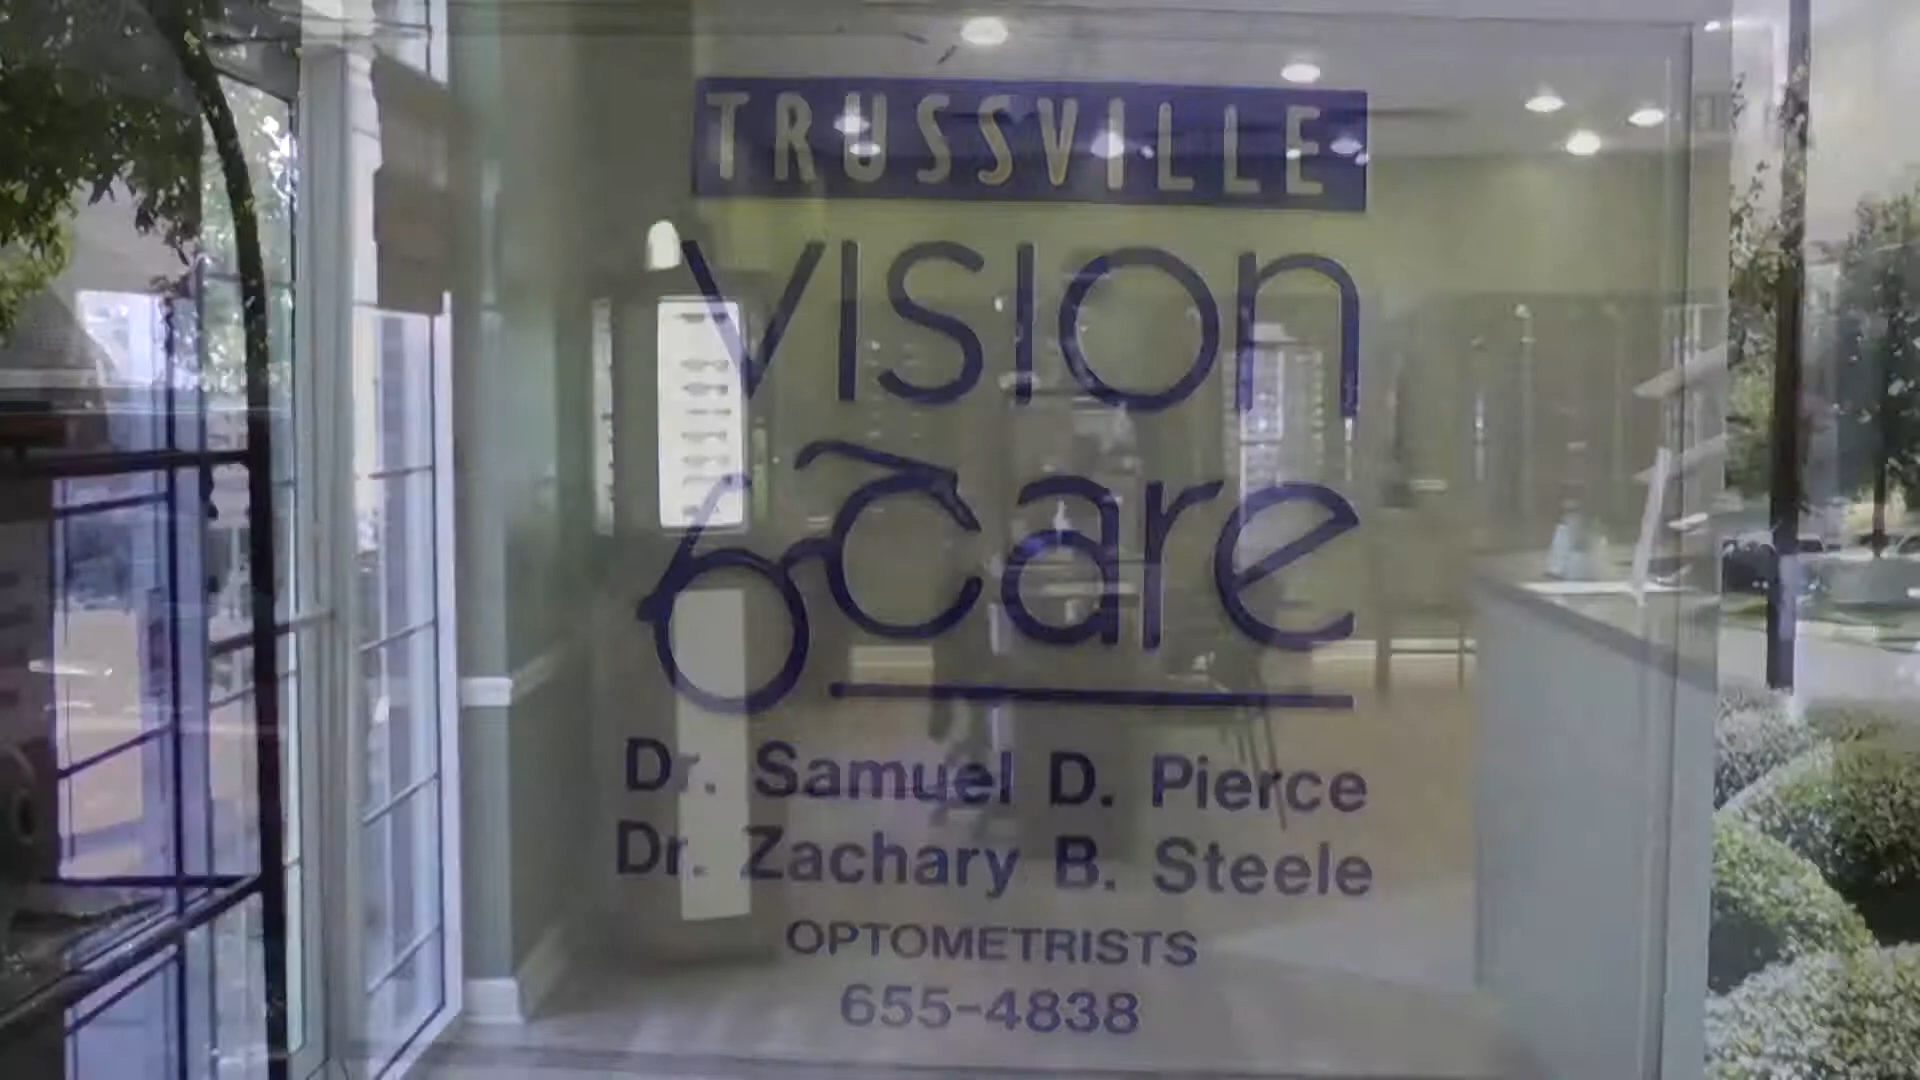 TRUSSVILLE
vision
care
Dr. Samuel D. Pierce
Dr. Zachary B. Steele
OPTOMETRISTS
655-4838